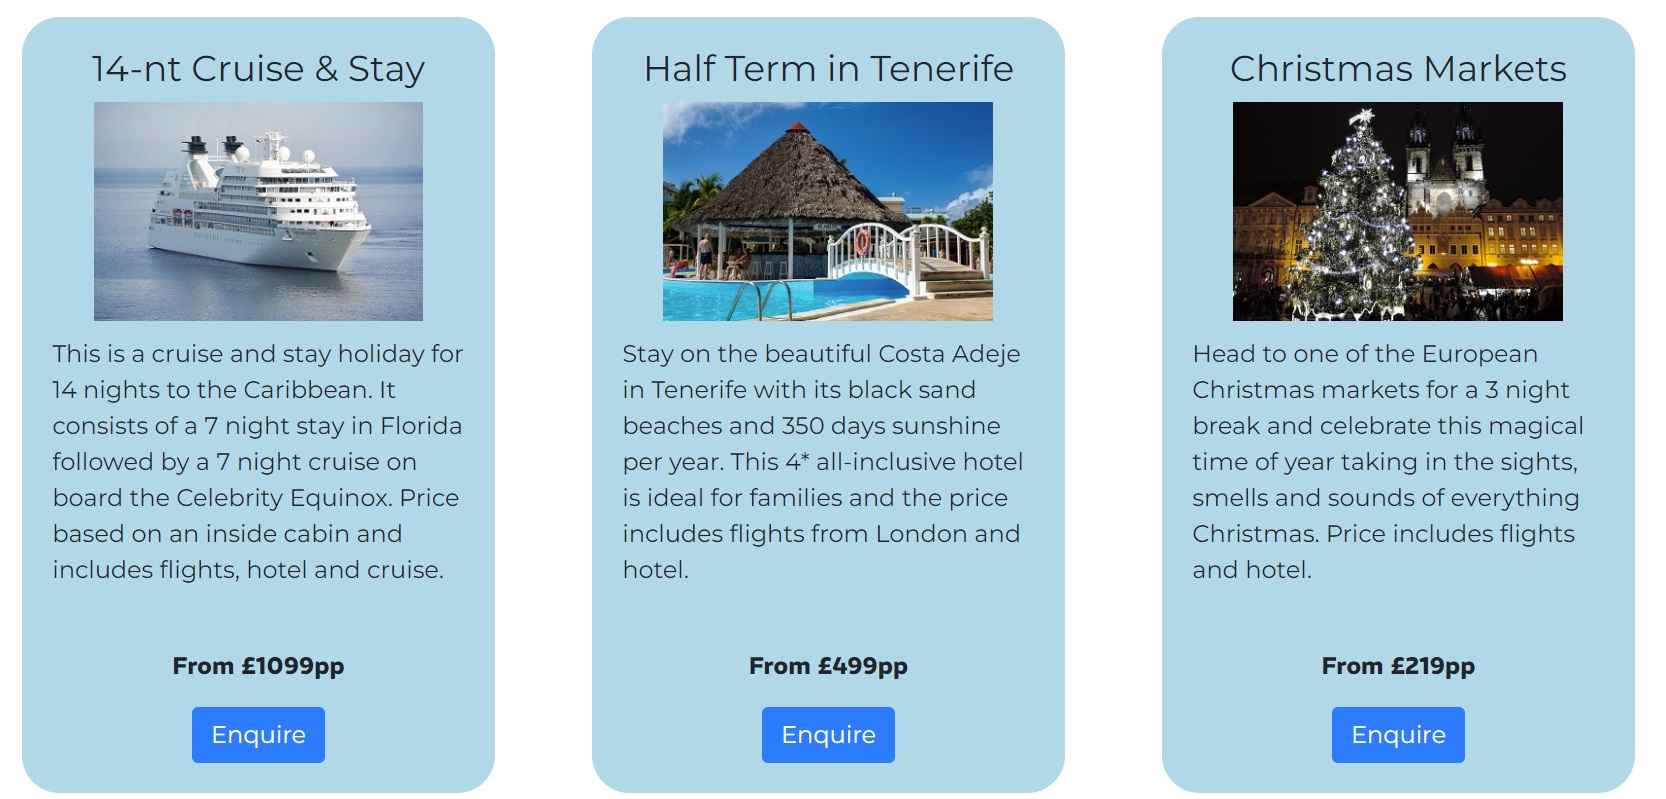 14-nt Cruise & Stay
This is a cruise and stay holiday for
14 nights to the Caribbean. It
consists of a 7 night stay in Florida
followed by a 7 night cruise on
board the Celebrity Equinox. Price
based on an inside cabin and
includes flights, hotel and cruise.
From £1099pp
Enquire
Half Term in Tenerife
Stay on the beautiful Costa Adeje
in Tenerife with its black sand
beaches and 350 days sunshine
per year. This 4* all-inclusive hotel
is ideal for families and the price
includes flights from London and
hotel.
From £499pp
Enquire
Christmas Markets
Head to one of the European
Christmas markets for a 3 night
break and celebrate this magical
time of year taking in the sights,
smells and sounds of everything
Christmas. Price includes flights
and hotel.
From £219pp
Enquire